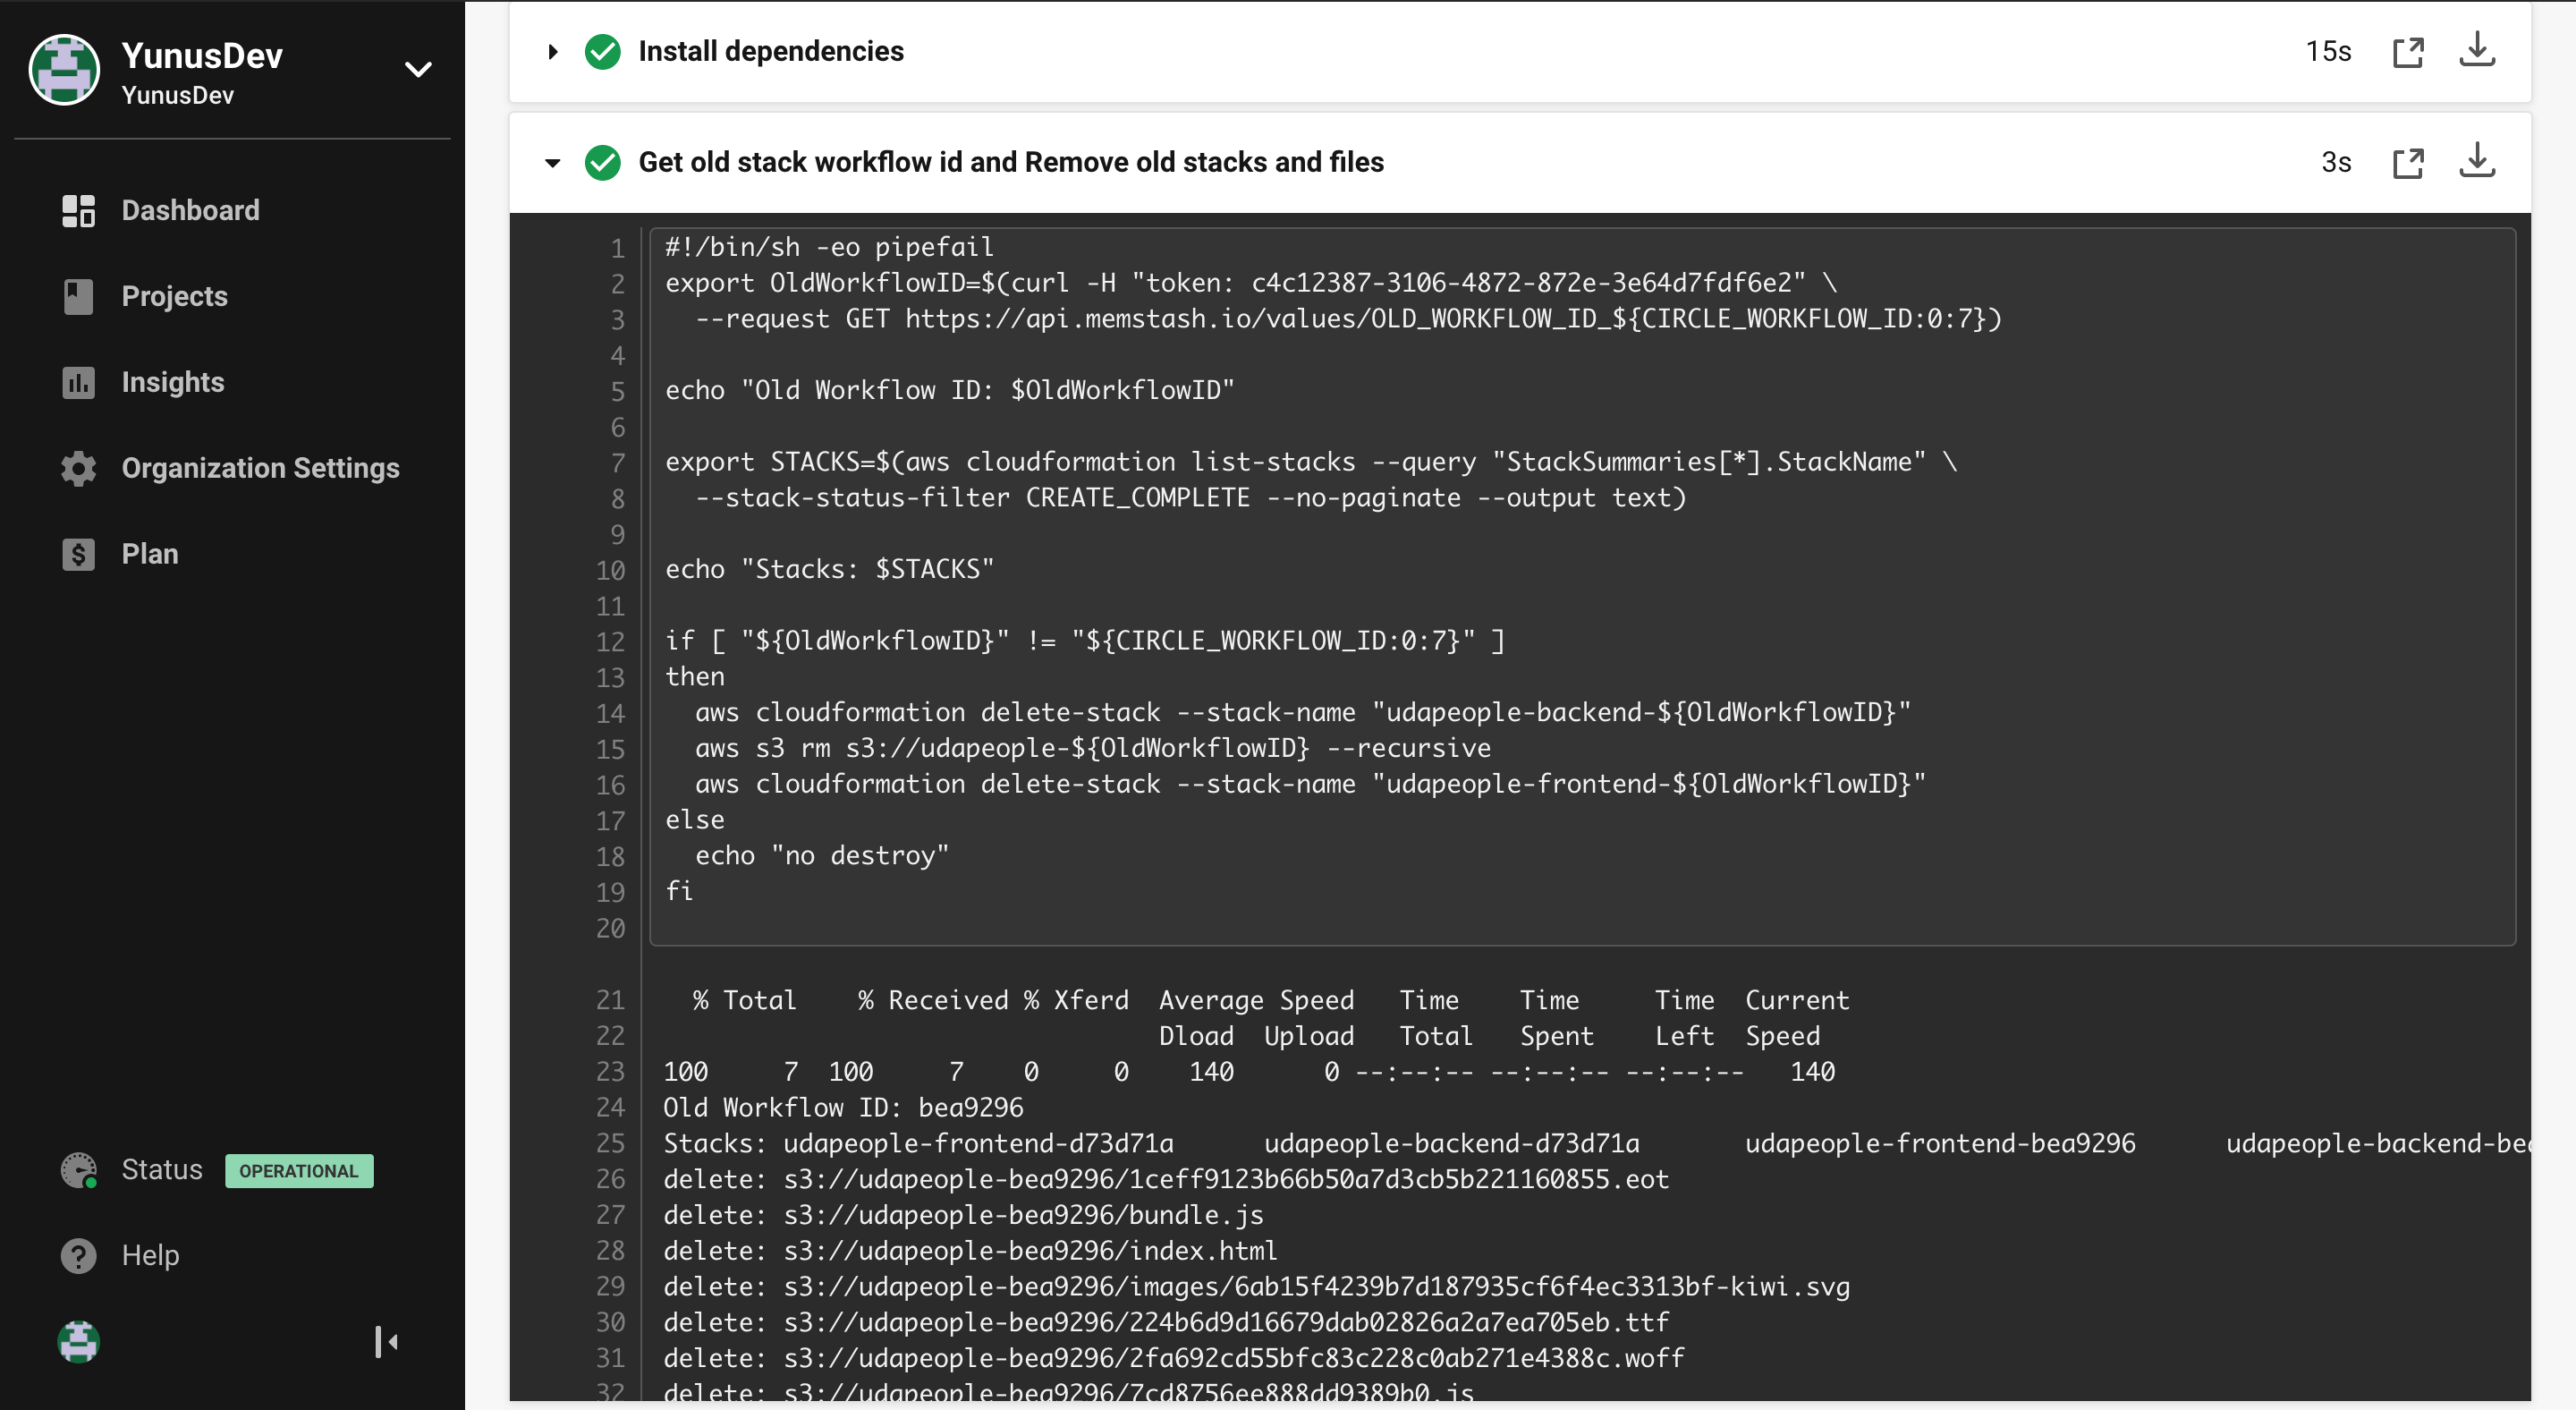 YunusDev
YunusDev
Dashboard
Projects
Insights
Organization Settings
Plan
Status OPERATIONAL
Help
Install dependencies 15s
Get old stack workflow id and Remove old stacks and files 3s
1 #!/bin/sh -eo pipefail
2 export OldWorkflowID=$(curl -H "token: c4c12387-3106-4872-872e-3e64d7fdf6e2" \
3   --request GET https://api.memstash.io/values/OLD_WORKFLOW_ID_${CIRCLE_WORKFLOW_ID:0:7})
4
5 echo "Old Workflow ID: $OldWorkflowID"
6
7 export STACKS=$(aws cloudformation list-stacks --query "StackSummaries[*].StackName" \
8   --stack-status-filter CREATE_COMPLETE --no-paginate --output text)
9
10 echo "Stacks: $STACKS"
11
12 if [ "${OldWorkflowID}" != "${CIRCLE_WORKFLOW_ID:0:7}" ]
13 then
14   aws cloudformation delete-stack --stack-name "udapeople-backend-${OldWorkflowID}"
15   aws s3 rm s3://udapeople-${OldWorkflowID} --recursive
16   aws cloudformation delete-stack --stack-name "udapeople-frontend-${OldWorkflowID}"
17 else
18   echo "no destroy"
19 fi
20
21   % Total    % Received % Xferd  Average Speed   Time    Time     Time  Current
22                                  Dload  Upload   Total   Spent    Left  Speed
23 100     7  100     7    0     0    140      0 --:--:-- --:--:-- --:--:--   140
24 Old Workflow ID: bea9296
25 Stacks: udapeople-frontend-d73d71a      udapeople-backend-d73d71a       udapeople-frontend-bea9296      udapeople-backend-bea
26 delete: s3://udapeople-bea9296/1ceff9123b66b50a7d3cb5b221160855.eot
27 delete: s3://udapeople-bea9296/bundle.js
28 delete: s3://udapeople-bea9296/index.html
29 delete: s3://udapeople-bea9296/images/6ab15f4239b7d187935cf6f4ec3313bf-kiwi.svg
30 delete: s3://udapeople-bea9296/224b6d9d16679dab02826a2a7ea705eb.ttf
31 delete: s3://udapeople-bea9296/2fa692cd55bfc83c228c0ab271e4388c.woff
32 delete: s3://udapeople-bea9296/7cd8756ee888dd9389b0.js